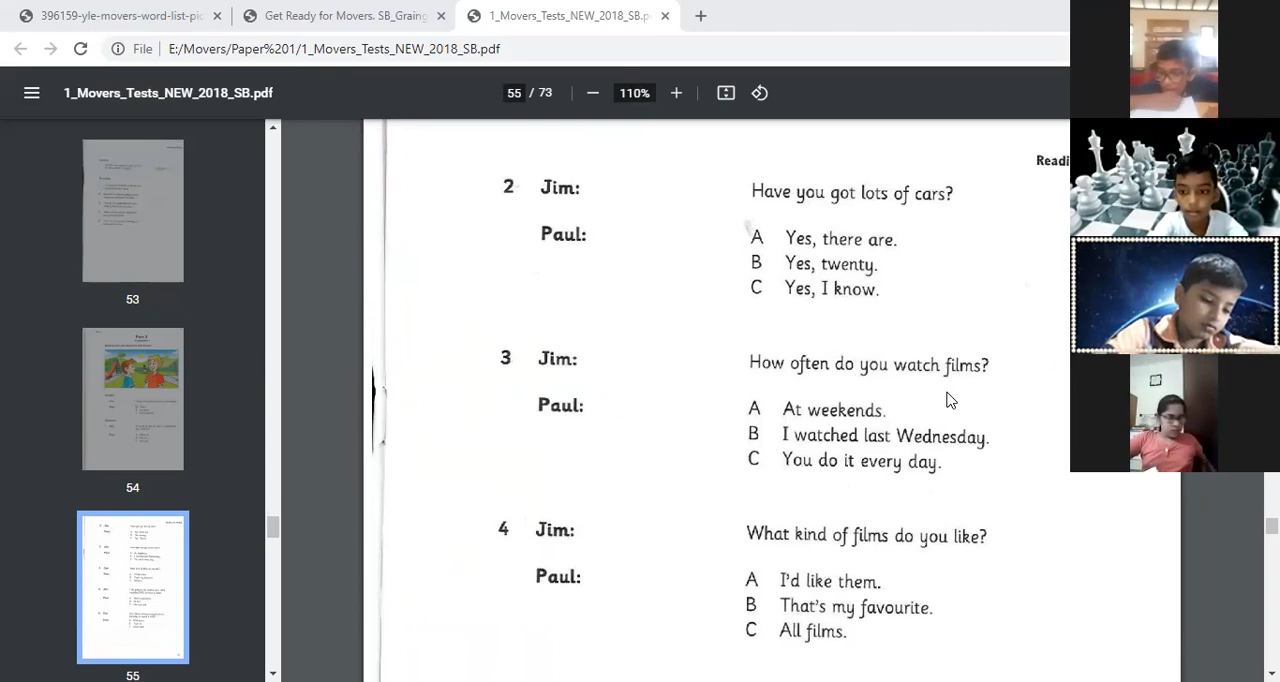 396159-yle-movers-word-list-pic
Get Ready for Movers. SB_Graing
1_Movers_Tests_NEW_2018_SB.p
File E:/Movers/Paper%201/1_Movers_Tests_NEW_2018_SB.pdf
1_Movers_Tests_NEW_2018_SB.pdf
55 / 73
110%
53
54
55
Readi
2 Jim: Have you got lots of cars?
Paul: A Yes, there are.
B Yes, twenty.
C Yes, I know.
3 Jim: How often do you watch films?
Paul: A At weekends.
B I watched last Wednesday.
C You do it every day.
4 Jim: What kind of films do you like?
Paul: A I'd like them.
B That's my favourite.
C All films.